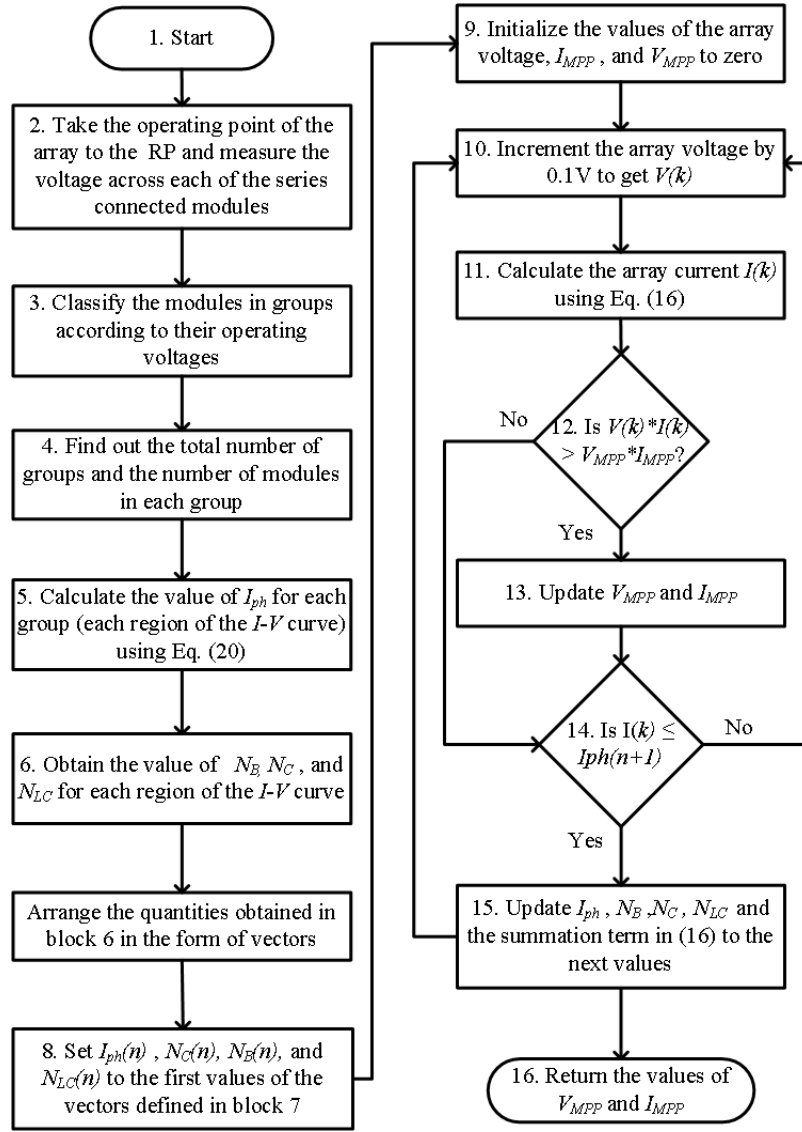 1. Start
2. Take the operating point of the
array to the RP and measure the
voltage across each of the series
connected modules
3. Classify the modules in groups
according to their operating
voltages
4. Find out the total number of
groups and the number of modules
in each group
5. Calculate the value of Iph for each
group (each region of the I-V curve)
using Eq. (20)
6. Obtain the value of NB, NC , and
NLC for each region of the I-V curve
Arrange the quantities obtained in
block 6 in the form of vectors
8. Set Iph(n) , NC(n), NB(n), and
NLC(n) to the first values of the
vectors defined in block 7
9. Initialize the values of the array
voltage, IMPP , and VMPP to zero
10. Increment the array voltage by
0.1V to get V(k)
11. Calculate the array current I(k)
using Eq. (16)
No
12. Is V(k)*I(k)
> VMPP*IMPP?
Yes
13. Update VMPP and IMPP
14. Is I(k) ≤
Iph(n+1)
No
Yes
15. Update Iph , NB ,NC, NLC and
the summation term in (16) to the
next values
16. Return the values of
VMPP and IMPP